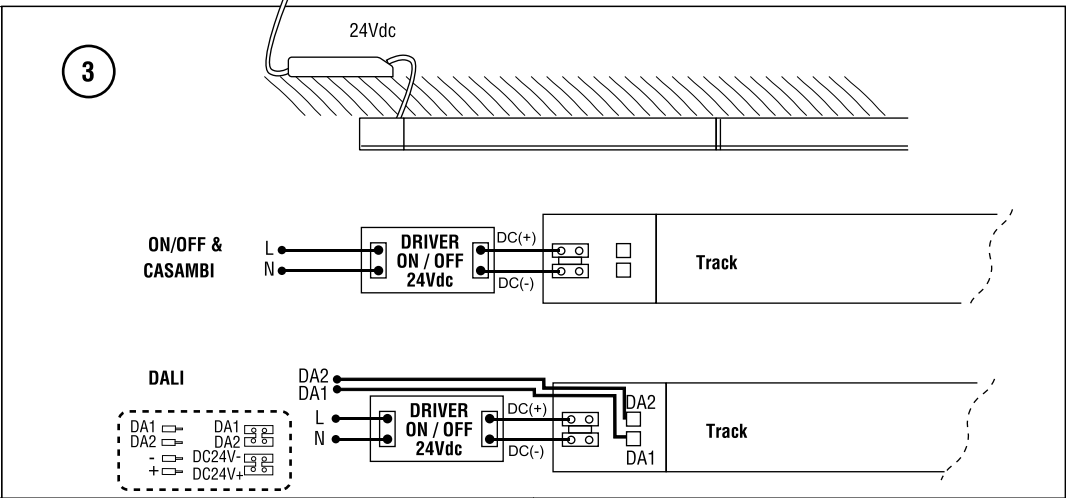 24Vdc
3
ON/OFF &
CASAMBI
L
N
DRIVER
ON / OFF
24Vdc
DC(+)
DC(-)
Track
DALI
DA2
DA1
L
N
DRIVER
ON / OFF
24Vdc
DC(+)
DC(-)
DA2
DA1
Track
DA1 DA1
DA2 DA2
- DC24V-
+ DC24V+